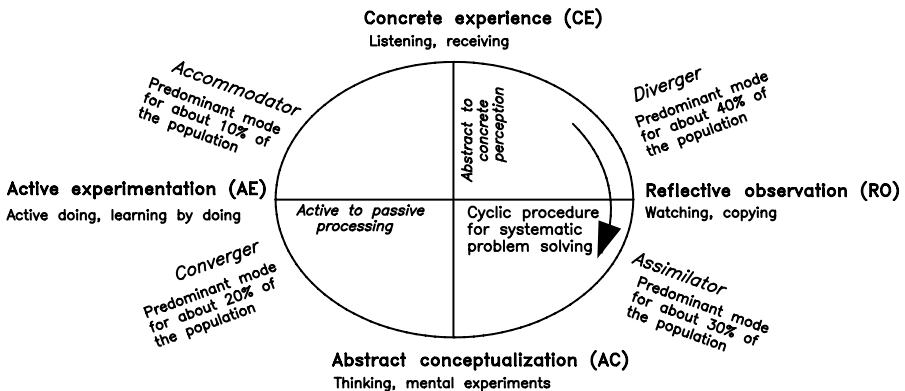 Concrete experience (CE)
Listening, receiving
Accommodator
Predominant mode
for about 10% of
the population
Abstract to
concrete
perception
Diverger
Predominant mode
for about 40% of
the population
Active experimentation (AE)
Active doing, learning by doing
Active to passive
processing
Cyclic procedure
for systematic
problem solving
Reflective observation (RO)
Watching, copying
Converger
Predominant mode
for about 20% of
the population
Assimilator
Predominant mode
for about 30% of
the population
Abstract conceptualization (AC)
Thinking, mental experiments